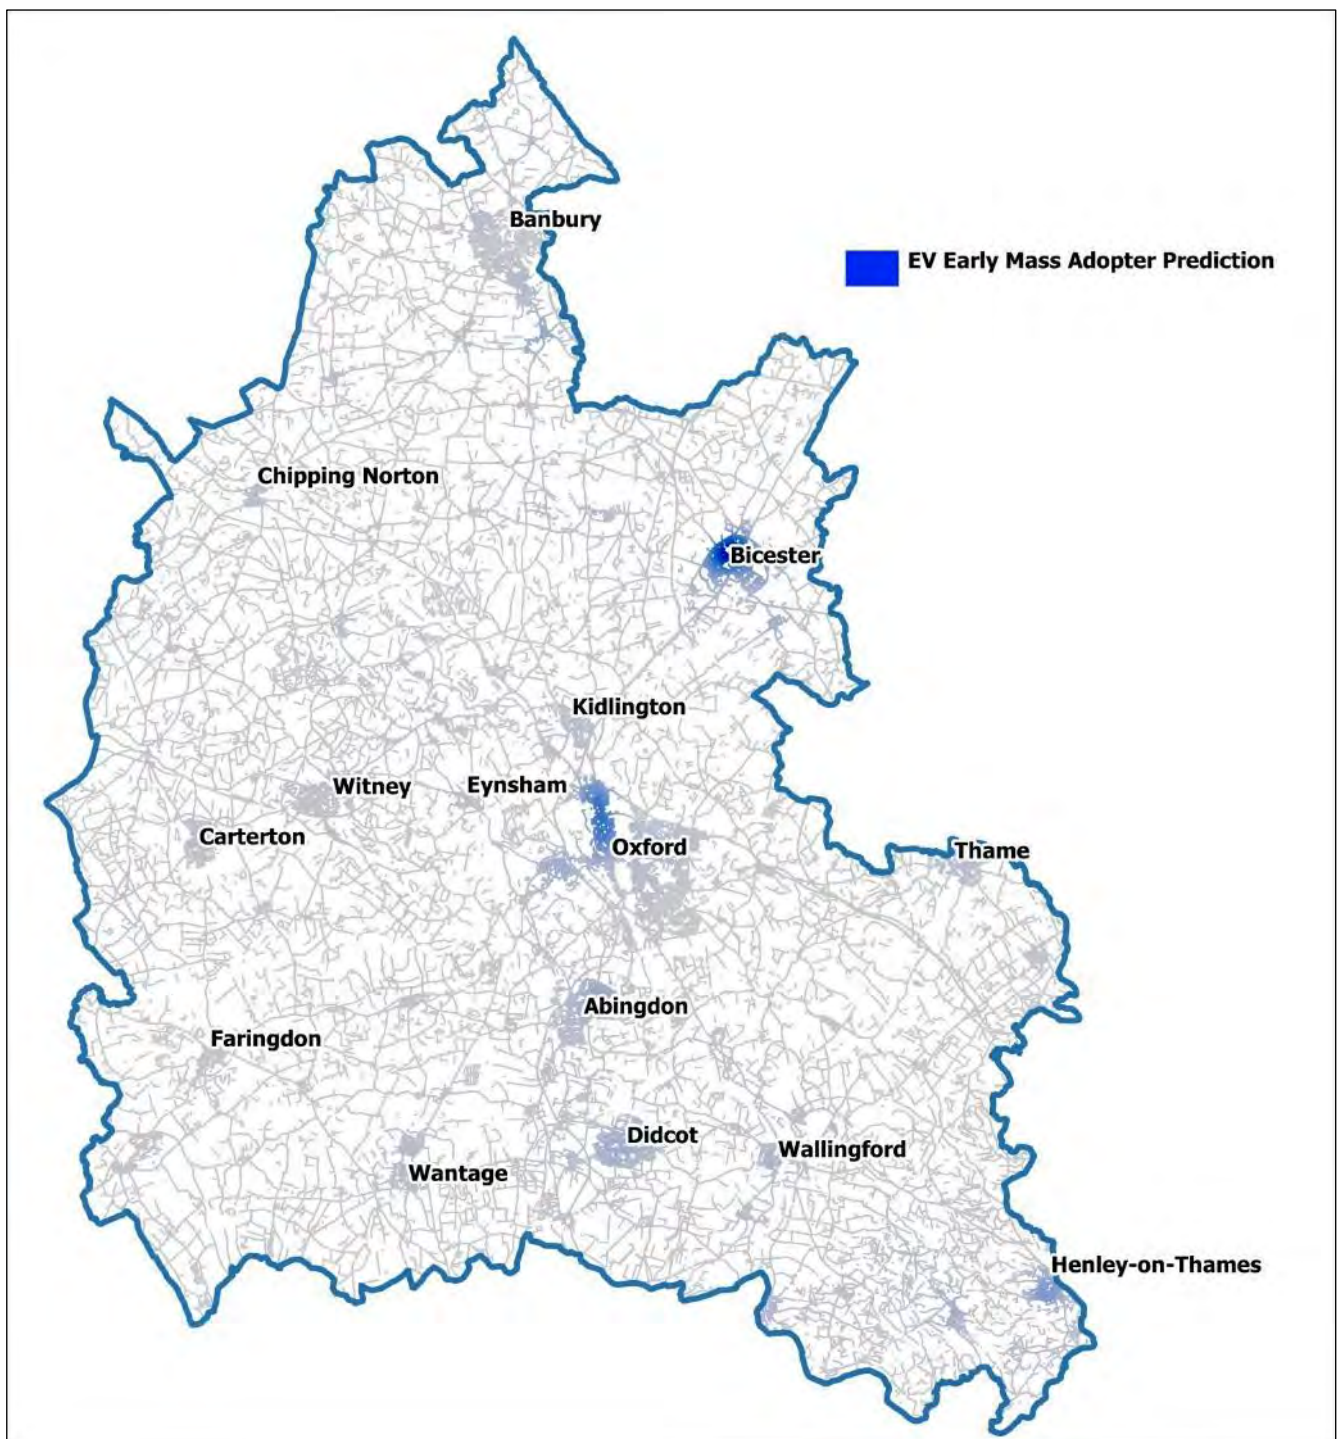 Banbury
EV Early Mass Adopter Prediction
Chipping Norton
Bicester
Kidlington
Witney
Eynsham
Carterton
Oxford
Thame
Abingdon
Faringdon
Didcot
Wallingford
Wantage
Henley-on-Thames